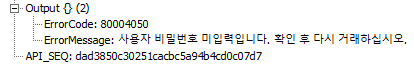 Output {} (2)
ErrorCode: 80004050
ErrorMessage: 사용자 비밀번호 미입력입니다. 확인 후 다시 거래하십시오.
API_SEQ: dad3850c30251cacbc5a94b4cd0c07d7